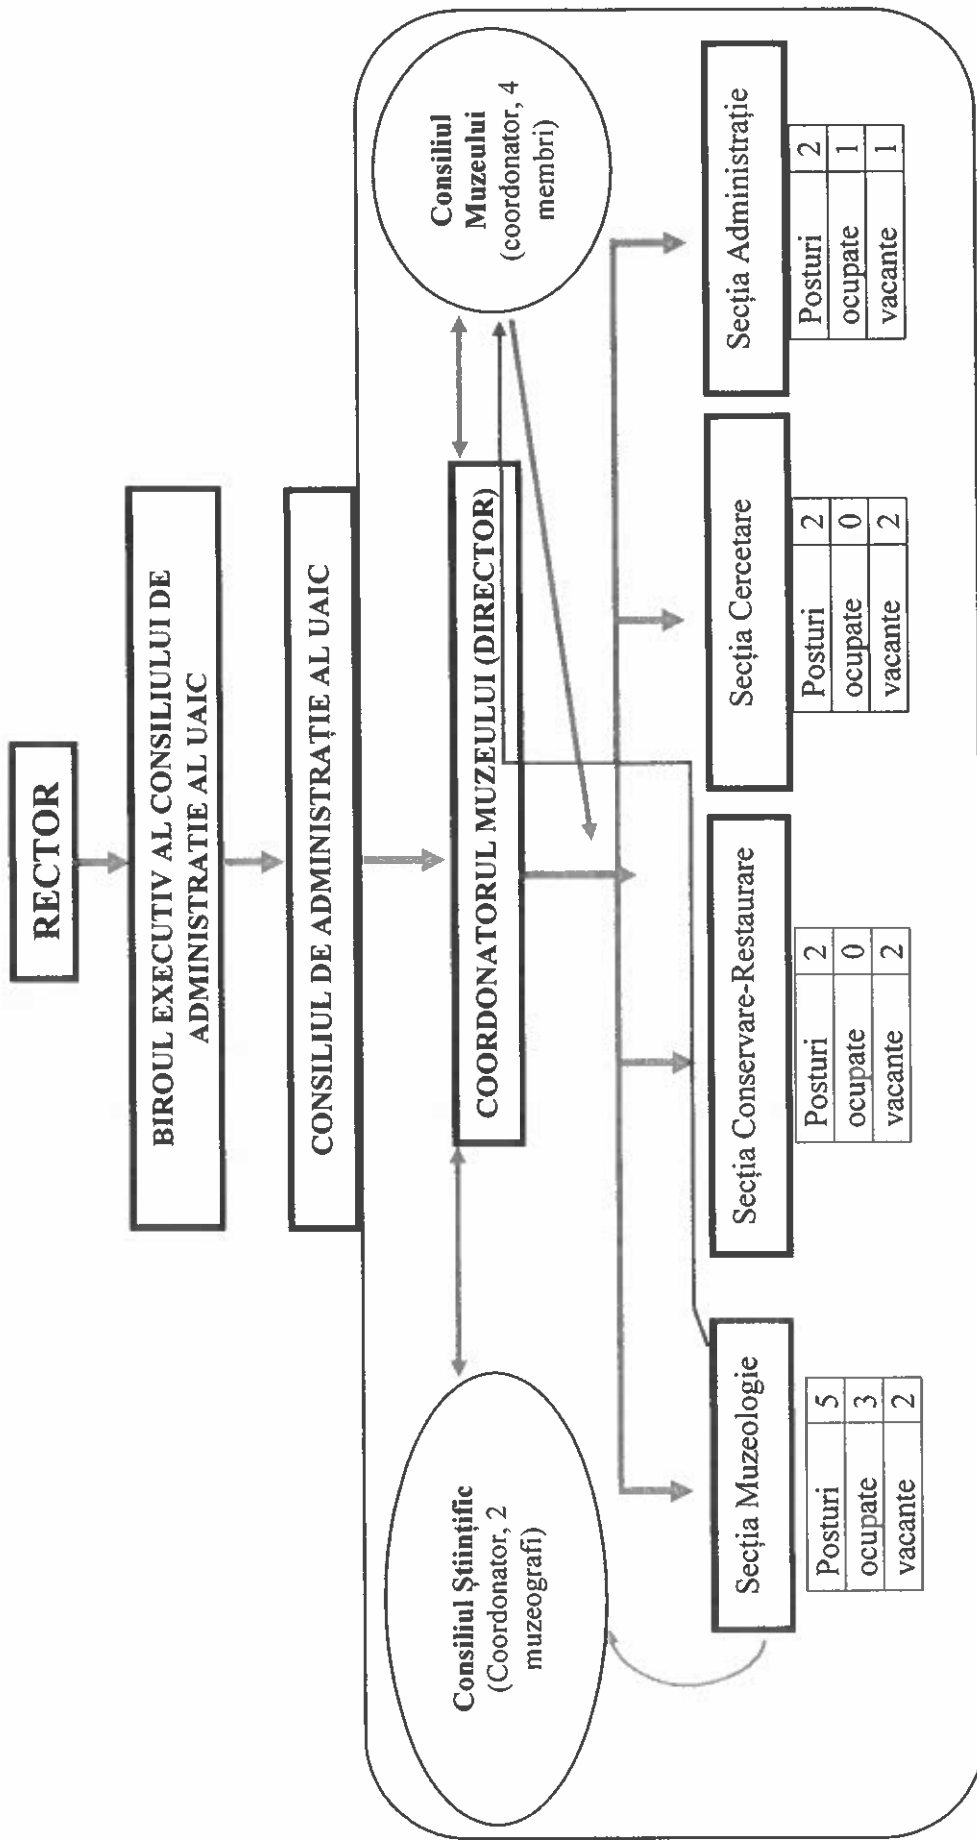 RECTOR
BIROUL EXECUTIV AL CONSILIULUI DE
ADMINISTRATIE AL UAIC
CONSILIUL DE ADMINISTRAȚIE AL UAIC
Consiliul Științific
(Coordonator, 2
muzeografi)
COORDONATORUL MUZEULUI (DIRECTOR)
Consiliul
Muzeului
(coordonator, 4
membri)
Secția Muzeologie
Posturi 5
ocupate 3
vacante 2
Secția Conservare-Restaurare
Posturi 2
ocupate 0
vacante 2
Secția Cercetare
Posturi 2
ocupate 0
vacante 2
Secția Administrație
Posturi 2
ocupate 1
vacante 1